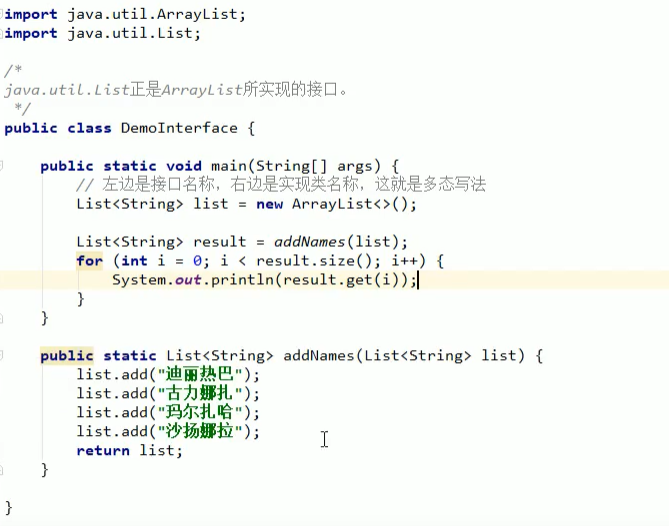 import java.util.ArrayList;
import java.util.List;
/*
java.util.List正是ArrayList所实现的接口。
*/
public class DemoInterface {
public static void main(String[] args) {
// 左边是接口名称，右边是实现类名称，这就是多态写法
List<String> list = new ArrayList<>();
List<String> result = addNames(list);
for (int i = 0; i < result.size(); i++) {
System.out.println(result.get(i));
}
}
public static List<String> addNames(List<String> list) {
list.add("迪丽热巴");
list.add("古力娜扎");
list.add("玛尔扎哈");
list.add("沙扬娜拉");
return list;
}
}